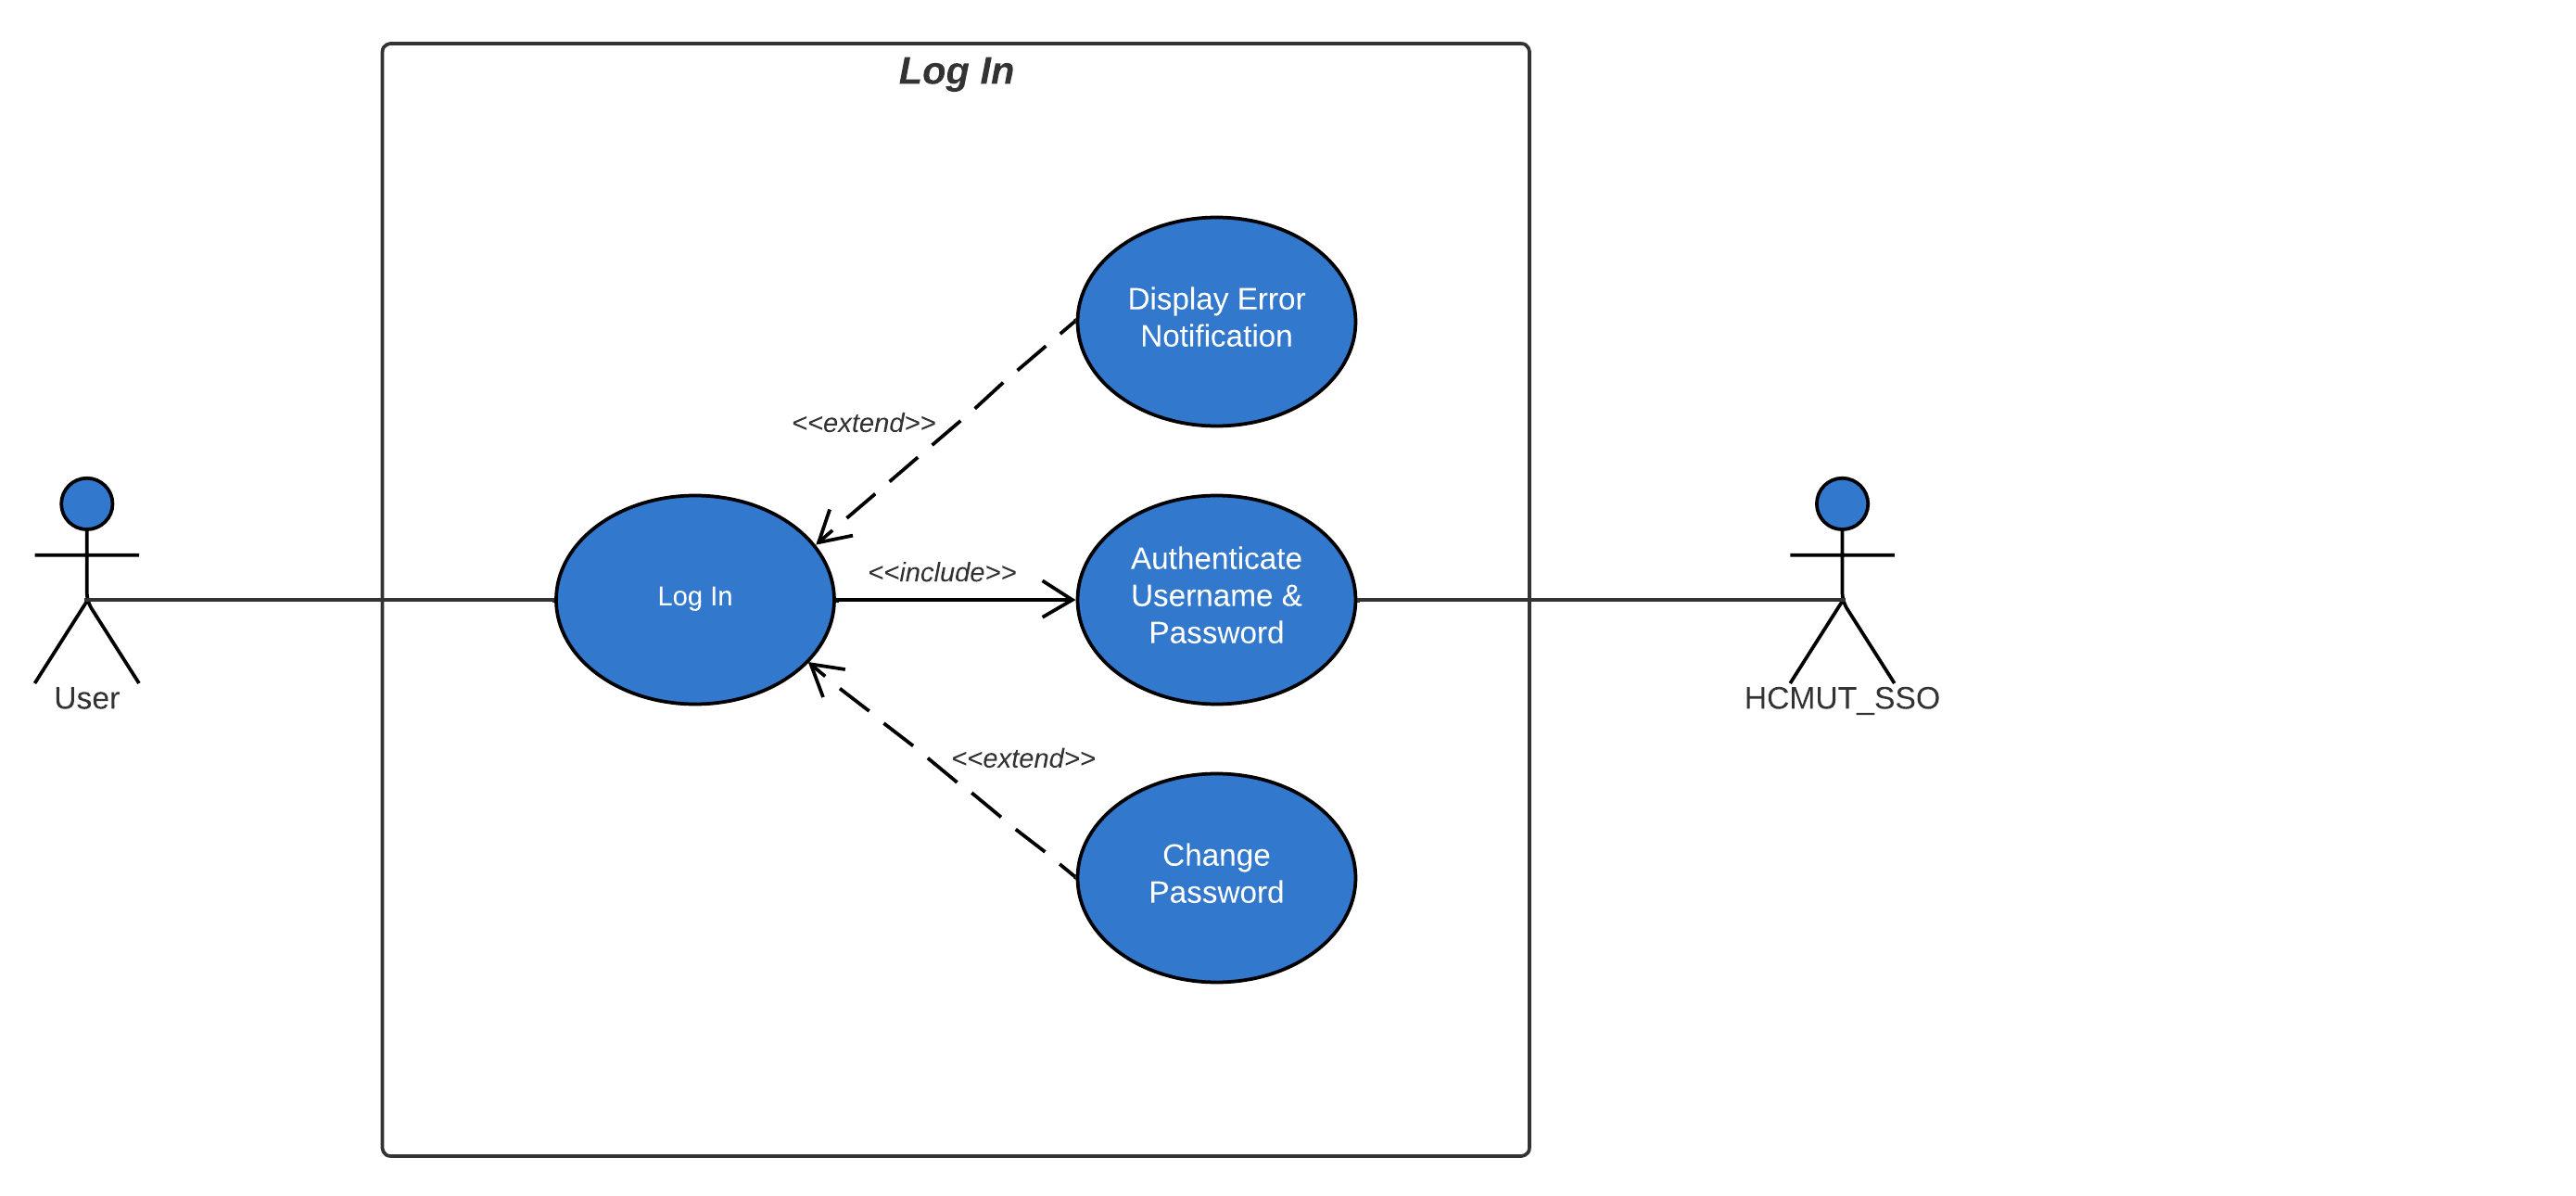 Log In
Display Error
Notification
<<extend>>
<<include>>
Log In
Authenticate
Username &
Password
User
HCMUT_SSO
<<extend>>
Change
Password